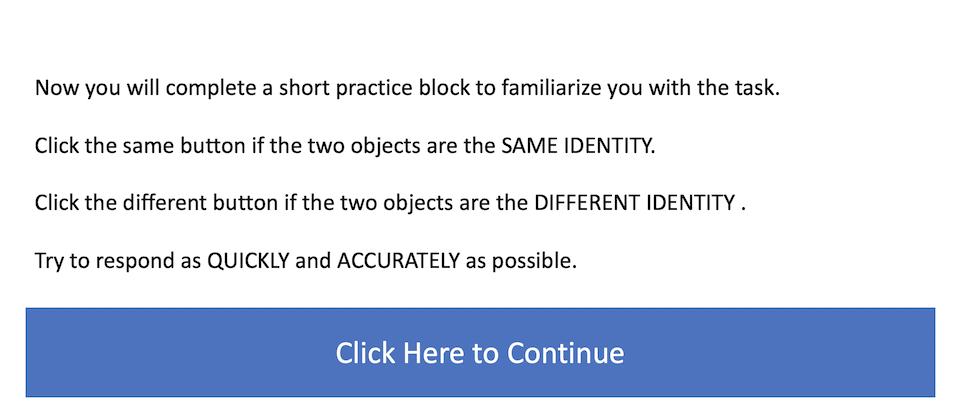 Now you will complete a short practice block to familiarize you with the task.
Click the same button if the two objects are the SAME IDENTITY.
Click the different button if the two objects are the DIFFERENT IDENTITY .
Try to respond as QUICKLY and ACCURATELY as possible.
Click Here to Continue